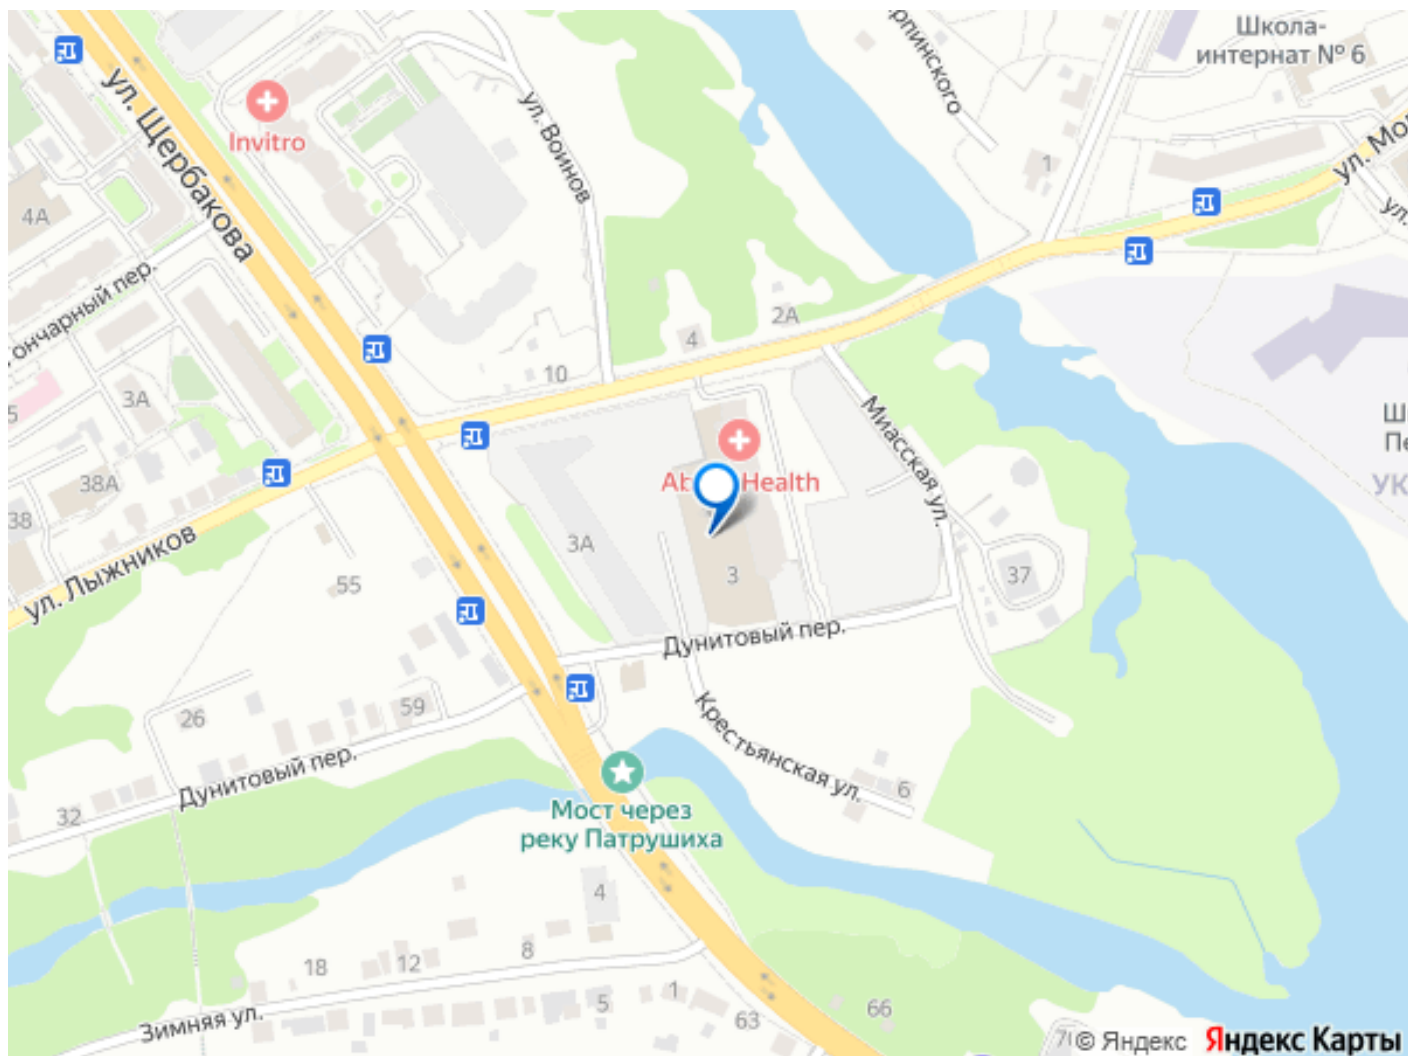 Школа-
интернат № 6
ул. Щербакова
Invitro
ул. Воинов
1
4А
2А
4
10
3А
5
38А
38
ул. Лыжников
55
Миасская ул.
Health
3А
3
37
Дунитовый пер.
26
59
Дунитовый пер.
32
Крестьянская ул.
6
Мост через
реку Патрушиха
4
8
18
12
Зимняя ул.
5
1
63
66
© Яндекс
Яндекс Карты